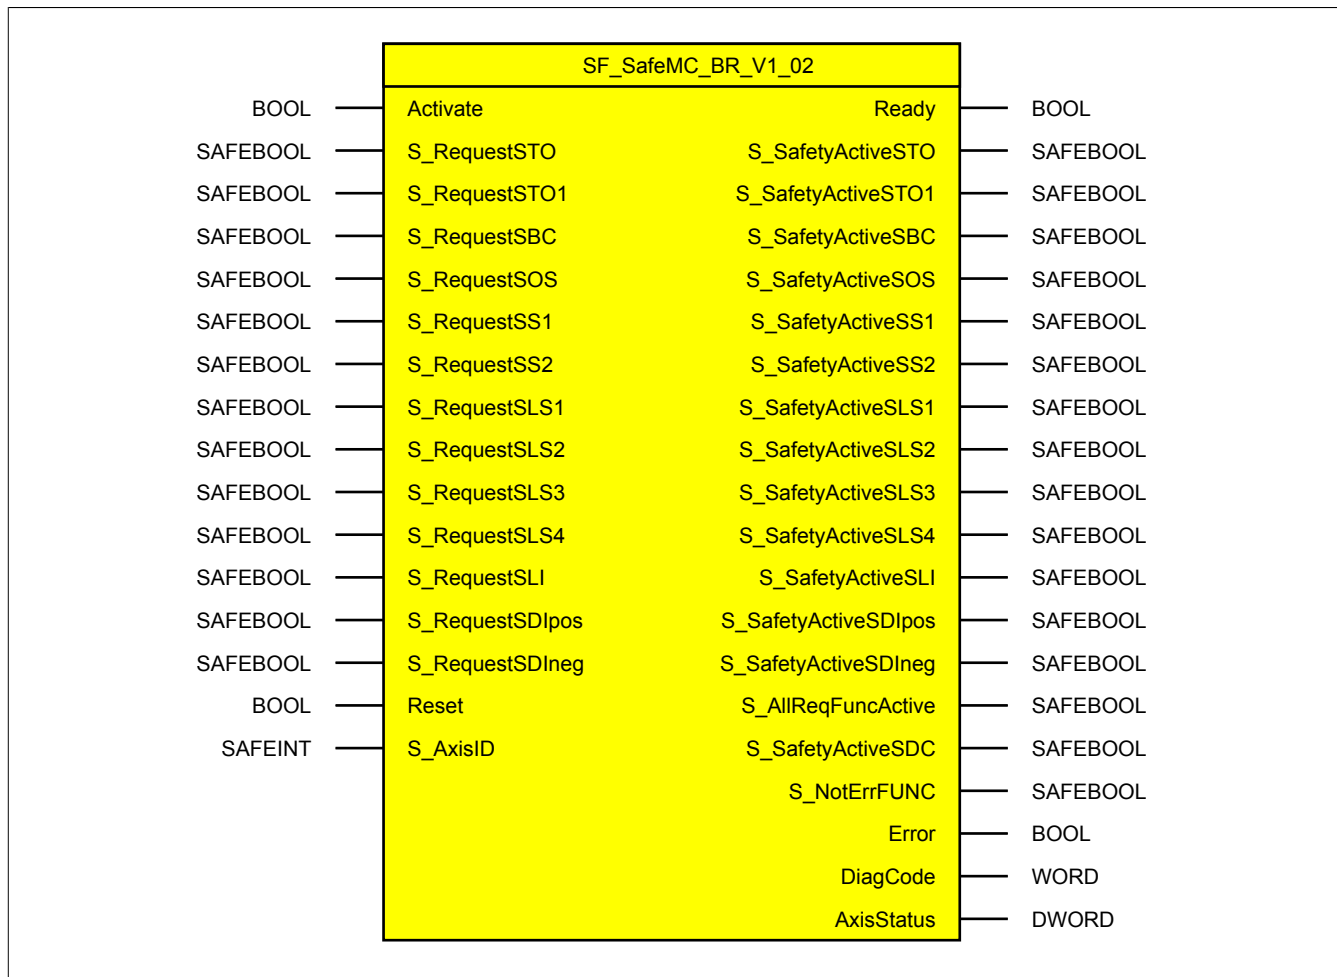 SF_SafeMC_BR_V1_02
BOOL Activate Ready BOOL
SAFEBOOL S_RequestSTO S_SafetyActiveSTO SAFEBOOL
SAFEBOOL S_RequestSTO1 S_SafetyActiveSTO1 SAFEBOOL
SAFEBOOL S_RequestSBC S_SafetyActiveSBC SAFEBOOL
SAFEBOOL S_RequestSOS S_SafetyActiveSOS SAFEBOOL
SAFEBOOL S_RequestSS1 S_SafetyActiveSS1 SAFEBOOL
SAFEBOOL S_RequestSS2 S_SafetyActiveSS2 SAFEBOOL
SAFEBOOL S_RequestSLS1 S_SafetyActiveSLS1 SAFEBOOL
SAFEBOOL S_RequestSLS2 S_SafetyActiveSLS2 SAFEBOOL
SAFEBOOL S_RequestSLS3 S_SafetyActiveSLS3 SAFEBOOL
SAFEBOOL S_RequestSLS4 S_SafetyActiveSLS4 SAFEBOOL
SAFEBOOL S_RequestSLI S_SafetyActiveSLI SAFEBOOL
SAFEBOOL S_RequestSDIpos S_SafetyActiveSDIpos SAFEBOOL
SAFEBOOL S_RequestSDIneg S_SafetyActiveSDIneg SAFEBOOL
BOOL Reset S_AllReqFuncActive SAFEBOOL
SAFEINT S_AxisID S_SafetyActiveSDC SAFEBOOL
S_NotErrFUNC SAFEBOOL
Error BOOL
DiagCode WORD
AxisStatus DWORD